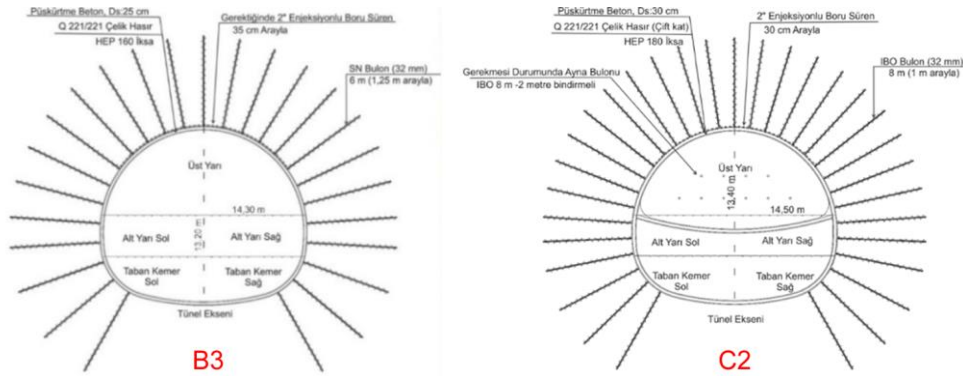 Püskürtme Beton, Ds:25 cm
Q 221/221 Çelik Hasır
HEP 160 İksa
Gerektiğinde 2" Enjeksiyonlu Boru Süren
35 cm Arayla
SN Bulon (32 mm)
6 m (1,25 m arayla)
Üst Yarı
14,30 m
13,20 m
Alt Yarı Sol
Alt Yarı Sağ
Taban Kemer
Sol
Taban Kemer
Sağ
Tünel Ekseni
B3
Püskürtme Beton, Ds:30 cm
Q 221/221 Çelik Hasır (Çift kat)
HEP 180 İksa
2" Enjeksiyonlu Boru Süren
30 cm Arayla
Gerekmesi Durumunda Ayna Bulonu
IBO 8 m -2 metre bindirmeli
IBO Bulon (32 mm)
8 m (1 m arayla)
Üst Yarı
13,40 m
14,50 m
Alt Yarı Sol
Alt Yarı Sağ
Taban Kemer
Sol
Taban Kemer
Sağ
Tünel Ekseni
C2